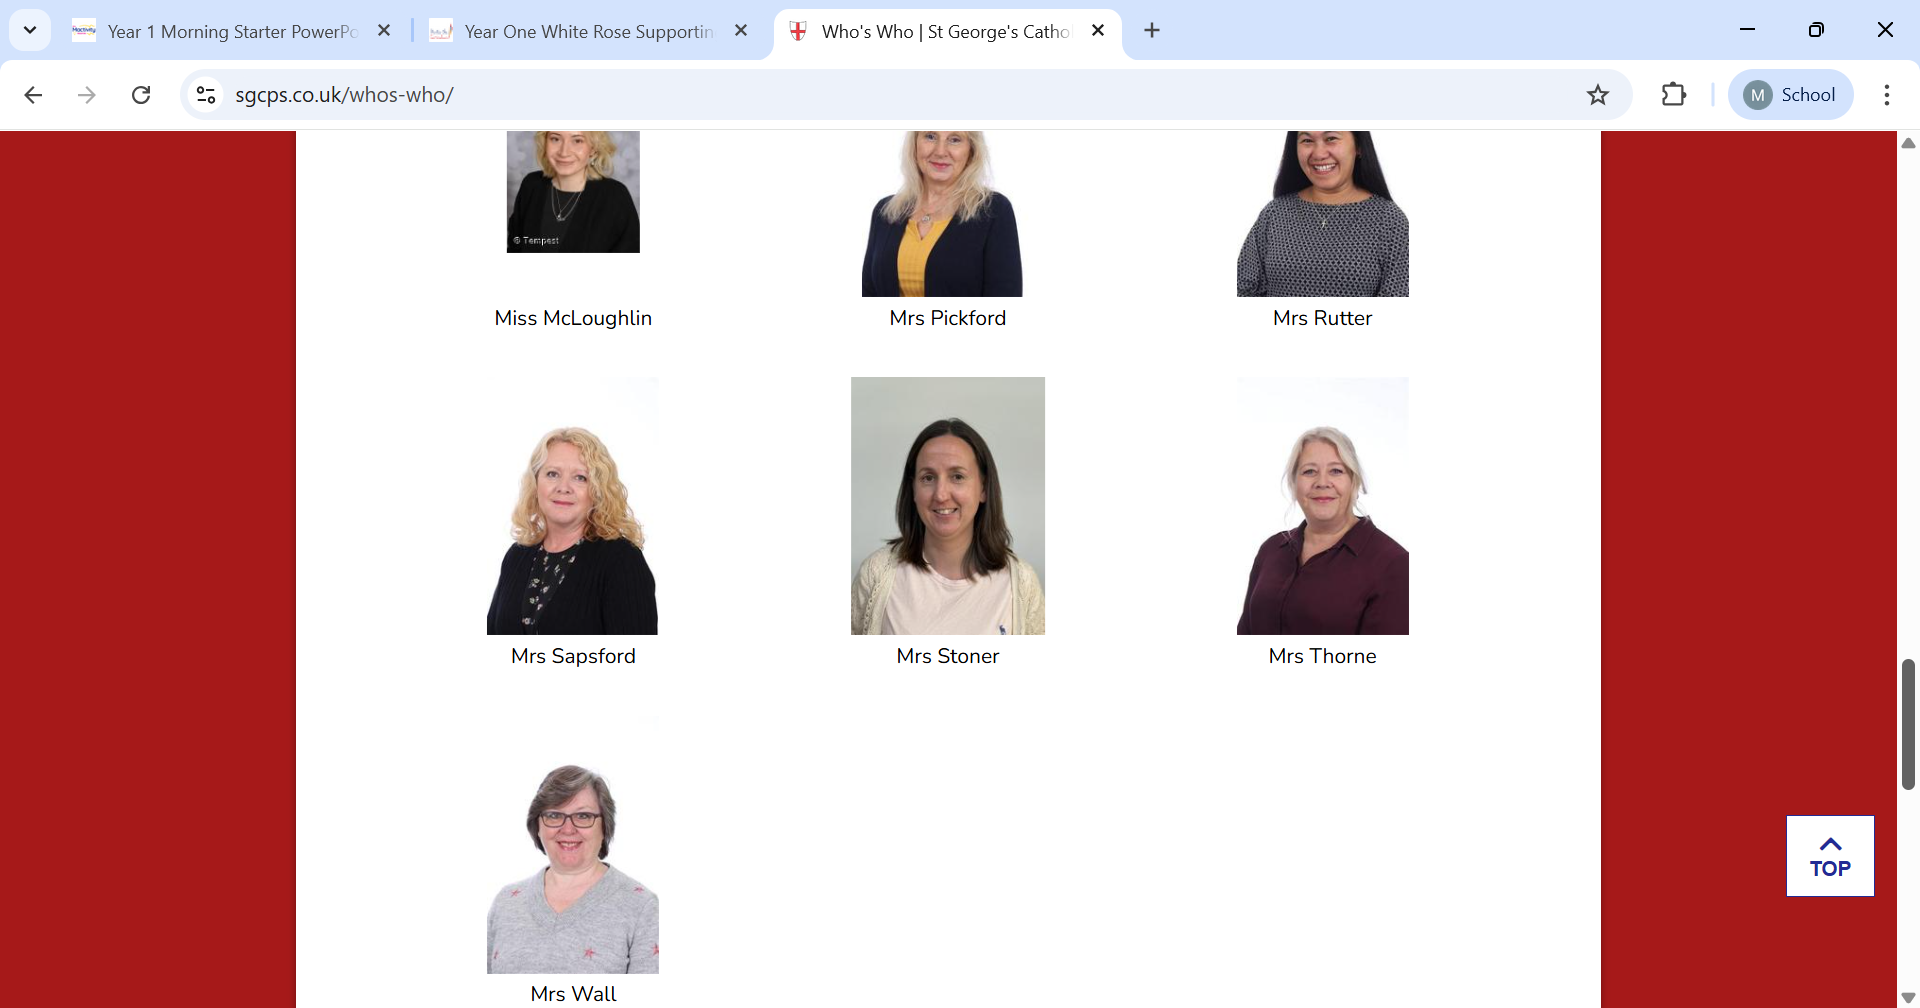 Year 1 Morning Starter PowerPo
Year One White Rose Supportin
Who's Who | St George's Catho
sgcps.co.uk/whos-who/
M
School
© Tempest
Miss McLoughlin
Mrs Pickford
Mrs Rutter
Mrs Sapsford
Mrs Stoner
Mrs Thorne
TOP
Mrs Wall